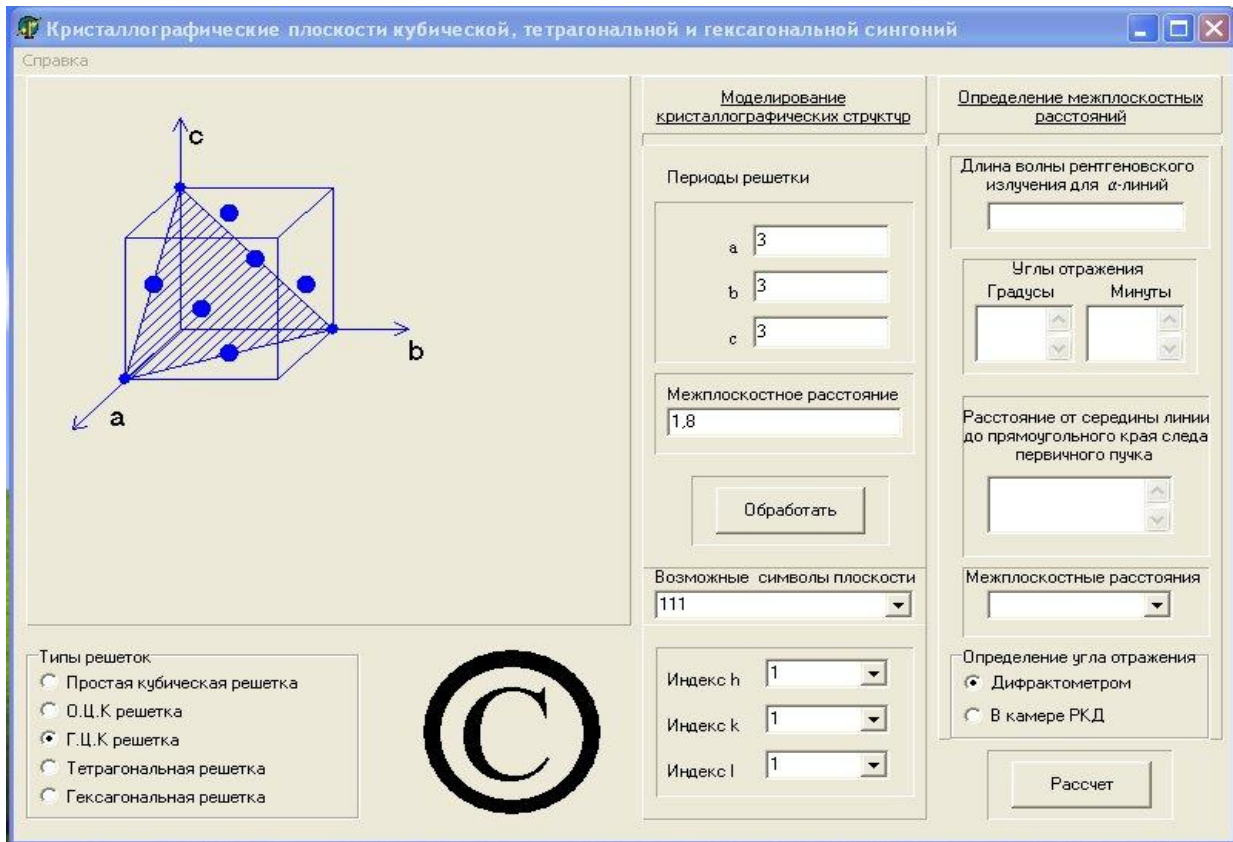 Кристаллографические плоскости кубической, тетрагональной и гексагональной сингоний
Справка
c
b
a
Типы решеток
Простая кубическая решетка
О.Ц.К решетка
Г.Ц.К решетка
Тетрагональная решетка
Гексагональная решетка
©
Моделирование
кристаллографических структур
Периоды решетки
a 3
b 3
c 3
Межплоскостное расстояние
1,8
Обработать
Возможные символы плоскости
111
Индекс h 1
Индекс k 1
Индекс l 1
Определение межплоскостных
расстояний
Длина волны рентгеновского
излучения для α-линий
Углы отражения
Градусы Минуты
Расстояние от середины линии
до прямоугольного края следа
первичного пучка
Межплоскостные расстояния
Определение угла отражения
Дифрактометром
В камере РКД
Рассчет